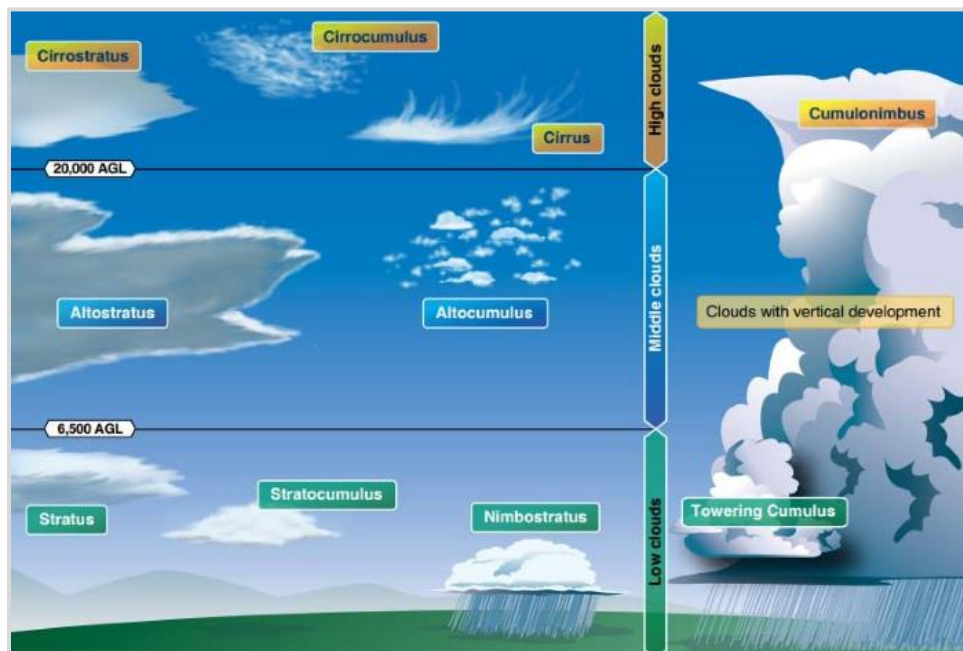 Cirrostratus
Cirrocumulus
Cirrus
High clouds
Cumulonimbus
20,000 AGL
Altostratus
Altocumulus
Middle clouds
Clouds with vertical development
6,500 AGL
Stratus
Stratocumulus
Nimbostratus
Low clouds
Towering Cumulus